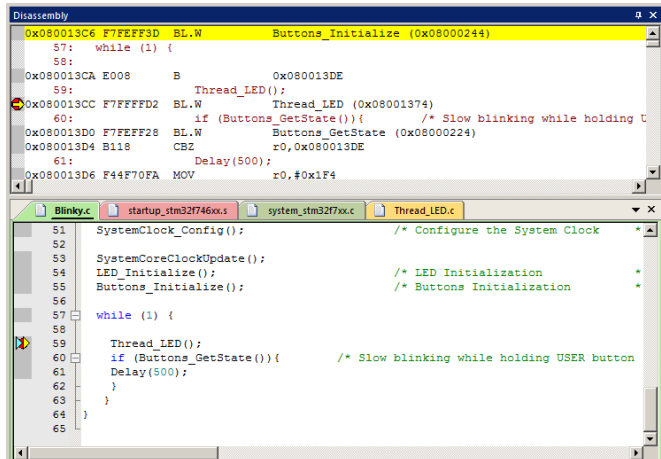 Disassembly
0x080013C6 F7FEFF3D BL.W Buttons_Initialize (0x08000244)
57: while (1) {
58:
0x080013CA E008 B 0x080013DE
59: Thread_LED();
0x080013CC F7FFFFD2 BL.W Thread_LED (0x08001374)
60: if (Buttons_GetState()){ /* Slow blinking while holding U
0x080013D0 F7FEFF28 BL.W Buttons_GetState (0x08000224)
0x080013D4 B118 CBZ r0,0x080013DE
61: Delay(500);
0x080013D6 F44F70FA MOV r0,#0x1F4
Blinky.c startup_stm32f746xx.s system_stm32f7xx.c Thread_LED.c
51 SystemClock_Config(); /* Configure the System Clock *
52
53 SystemCoreClockUpdate();
54 LED_Initialize(); /* LED Initialization *
55 Buttons_Initialize(); /* Buttons Initialization *
56
57 while (1) {
58
59 Thread_LED();
60 if (Buttons_GetState()){ /* Slow blinking while holding USER button
61 Delay(500);
62 }
63 }
64 }
65